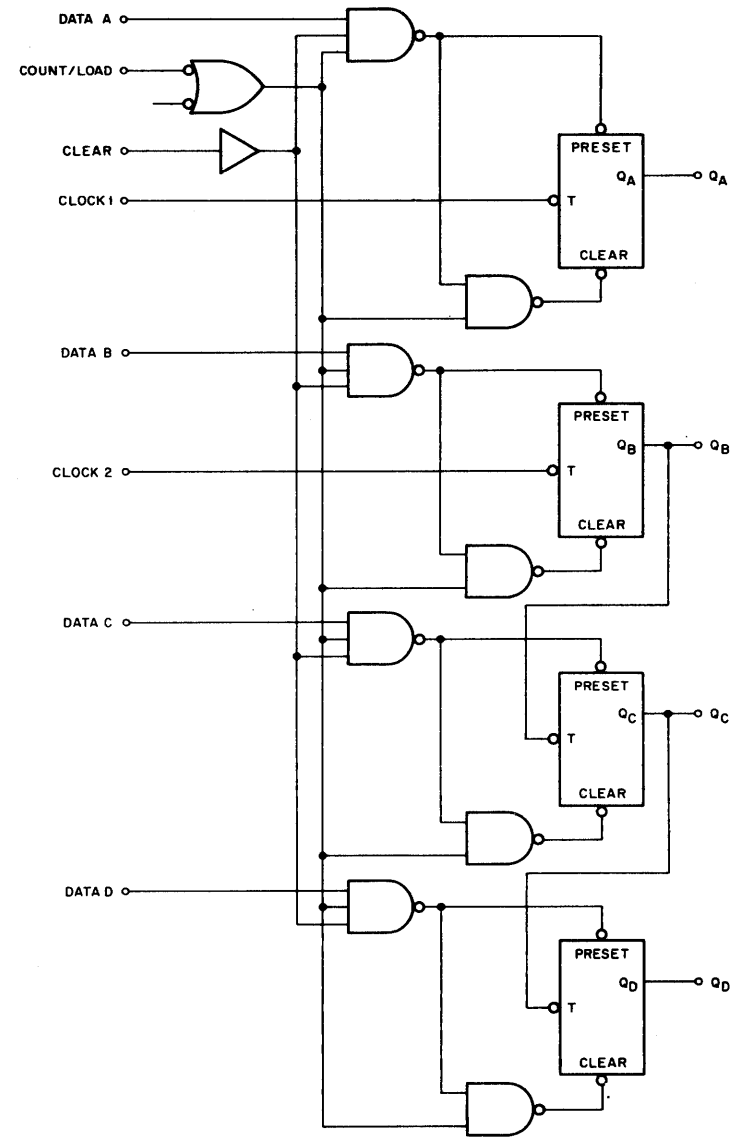 DATA A
COUNT/LOAD
PRESET
CLEAR
QA
QA
CLOCK 1
T
CLEAR
DATA B
PRESET
QB
QB
CLOCK 2
T
CLEAR
DATA C
PRESET
QC
QC
T
CLEAR
DATA D
PRESET
QD
QD
T
CLEAR